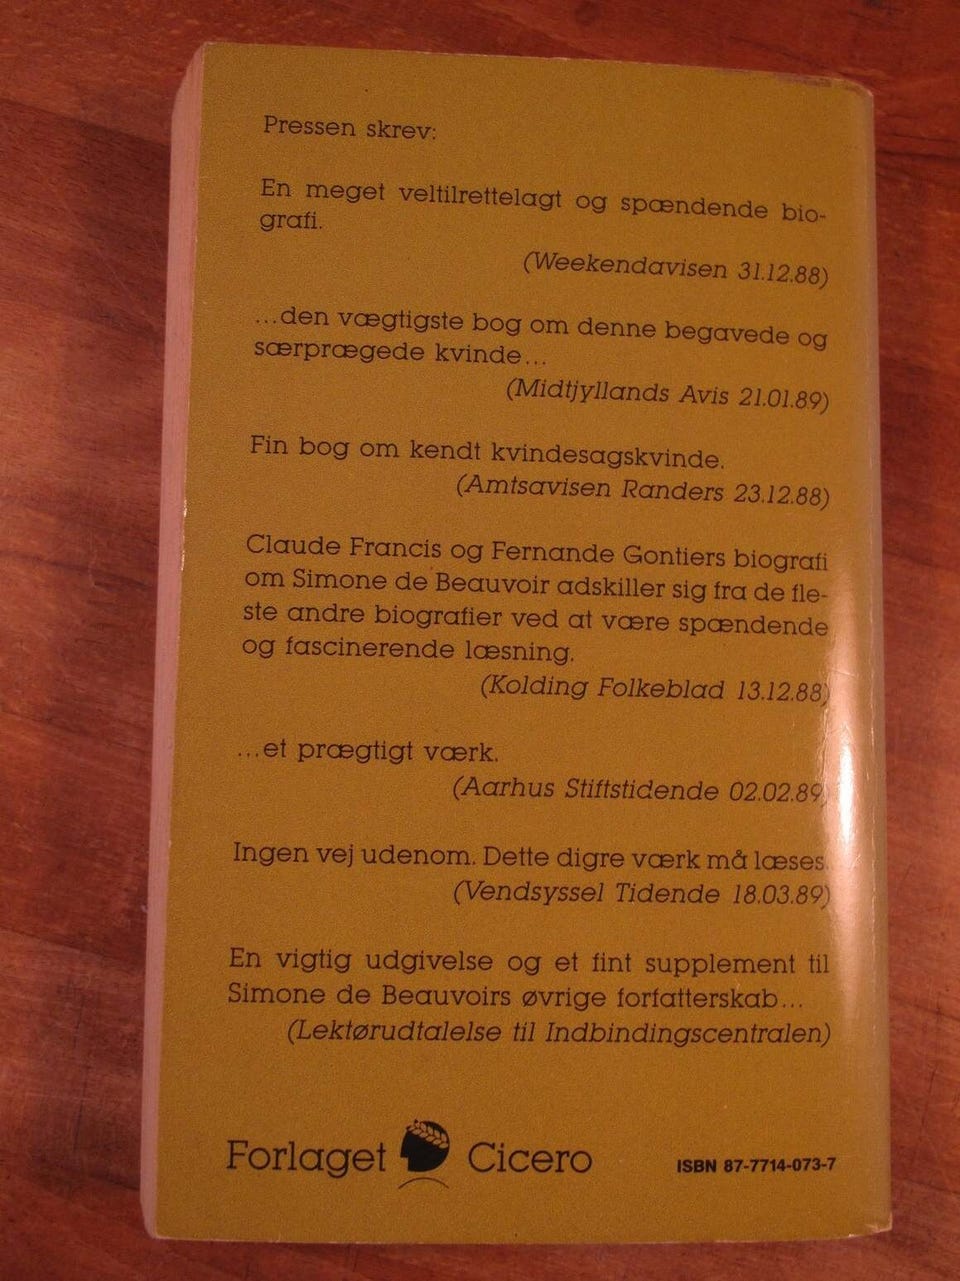 Pressen skrev:
En meget veltilrettelagt og spændende bio-
grafi.
(Weekendavisen 31.12.88)
...den vægtigste bog om denne begavede og
særprægede kvinde...
(Midtjyllands Avis 21.01.89)
Fin bog om kendt kvindesagskvinde.
(Amtsavisen Randers 23.12.88)
Claude Francis og Fernande Gontiers biografi
om Simone de Beauvoir adskiller sig fra de fle-
ste andre biografier ved at være spændende
og fascinerende læsning.
(Kolding Folkeblad 13.12.88)
...et prægtigt værk.
(Aarhus Stiftstidende 02.02.89)
Ingen vej udenom. Dette digre værk må læses.
(Vendsyssel Tidende 18.03.89)
En vigtig udgivelse og et fint supplement til
Simone de Beauvoirs øvrige forfatterskab...
(Lektørudtalelse til Indbindingscentralen)
Forlaget Cicero
ISBN 87-7714-073-7